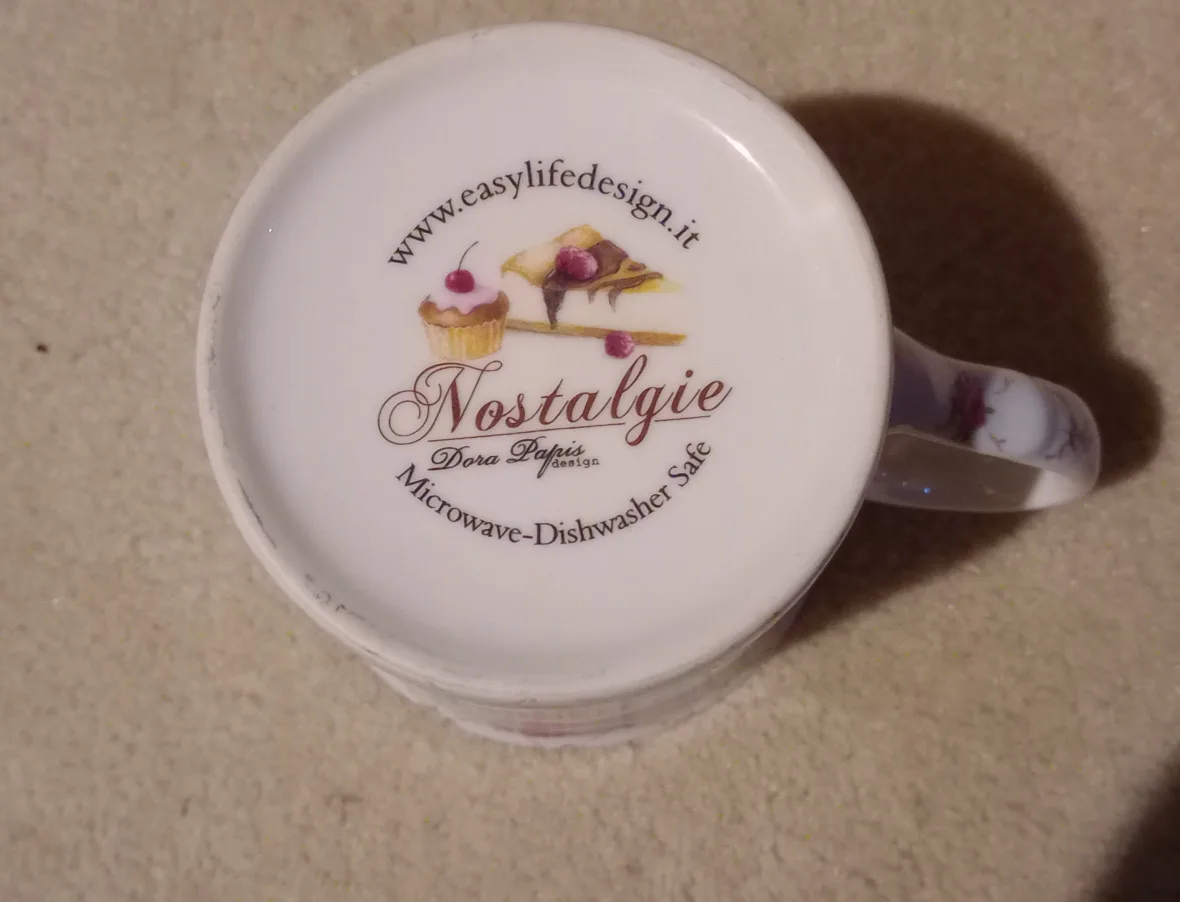 www.easylifedesign.it
Nostalgie
Dora Papis
design
Microwave-Dishwasher Safe